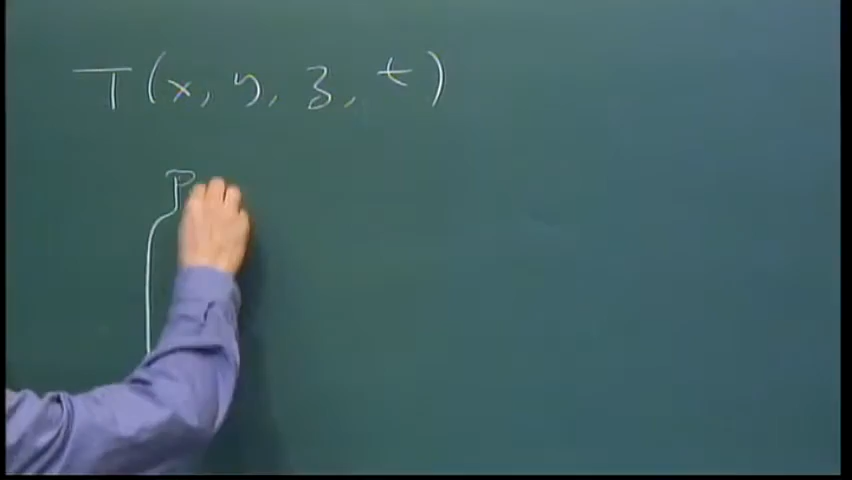 T(x, y, z, t)